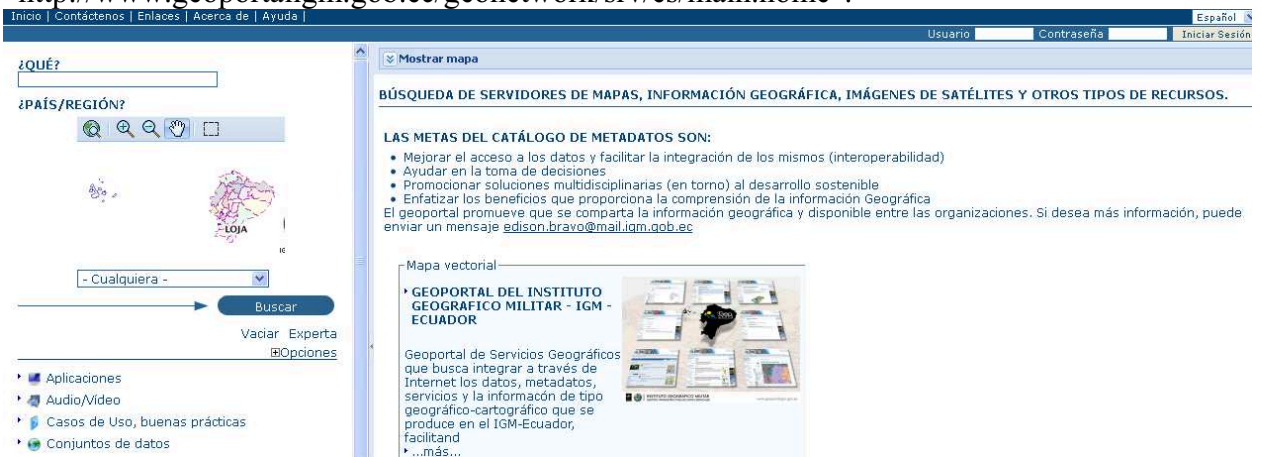 Inicio | Contáctenos | Enlaces | Acerca de | Ayuda |
Español
Usuario Contraseña Iniciar Sesión
¿QUÉ?
¿PAÍS/REGIÓN?
LOJA
- Cualquiera -
Buscar
Vaciar Experta
Opciones
Aplicaciones
Audio/Vídeo
Casos de Uso, buenas prácticas
Conjuntos de datos
Mostrar mapa
BÚSQUEDA DE SERVIDORES DE MAPAS, INFORMACIÓN GEOGRÁFICA, IMÁGENES DE SATÉLITES Y OTROS TIPOS DE RECURSOS.
LAS METAS DEL CATÁLOGO DE METADATOS SON:
• Mejorar el acceso a los datos y facilitar la integración de los mismos (interoperabilidad)
• Ayudar en la toma de decisiones
• Promocionar soluciones multidisciplinarias (en torno) al desarrollo sostenible
• Enfatizar los beneficios que proporciona la comprensión de la información Geográfica
El geoportal promueve que se comparta la información geográfica y disponible entre las organizaciones. Si desea más información, puede
enviar un mensaje edison.bravo@mail.igm.gob.ec
Mapa vectorial
GEOPORTAL DEL INSTITUTO
GEOGRAFICO MILITAR - IGM -
ECUADOR
Geoportal de Servicios Geográficos
que busca integrar a través de
Internet los datos, metadatos,
servicios y la informacón de tipo
geográfico-cartográfico que se
produce en el IGM-Ecuador,
facilitand
...más...